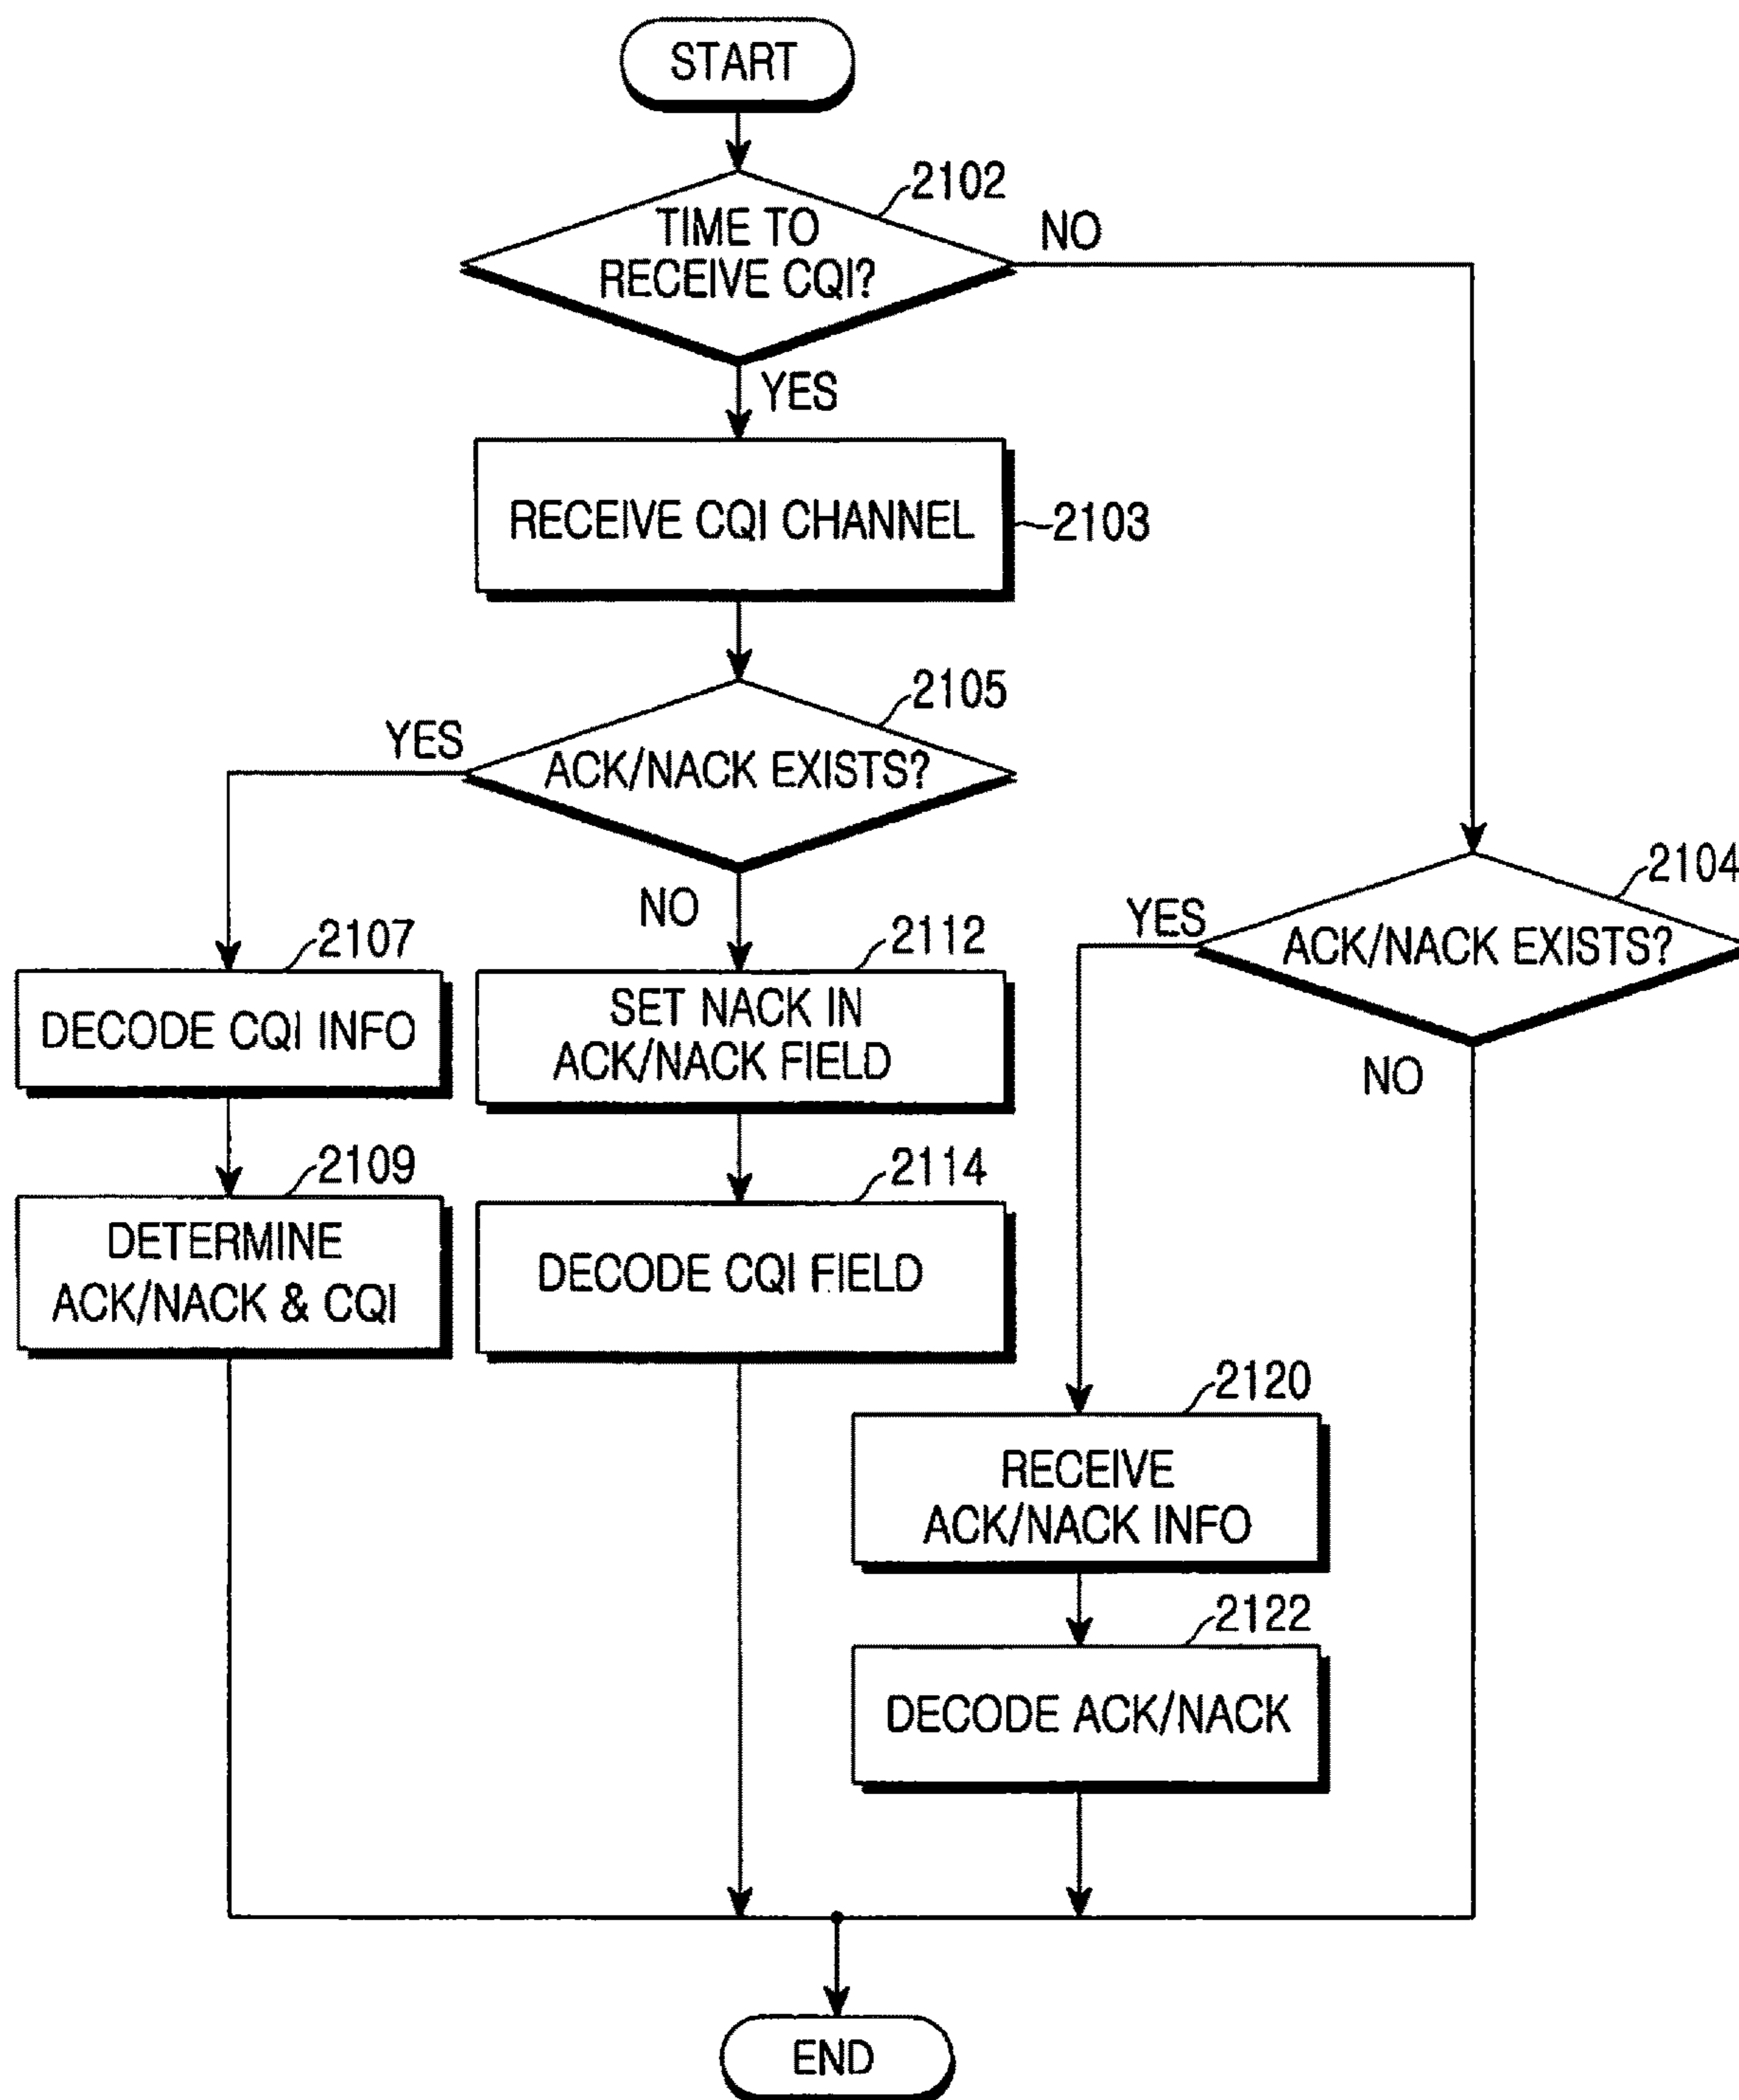 START
2102
TIME TO
RECEIVE CQI?
NO
YES
RECEIVE CQI CHANNEL
2103
2105
YES
ACK/NACK EXISTS?
NO
2104
YES
ACK/NACK EXISTS?
NO
2107
DECODE CQI INFO
2112
SET NACK IN
ACK/NACK FIELD
2109
DETERMINE
ACK/NACK & CQI
2114
DECODE CQI FIELD
2120
RECEIVE
ACK/NACK INFO
2122
DECODE ACK/NACK
END